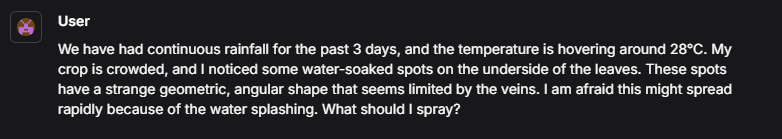 User
We have had continuous rainfall for the past 3 days, and the temperature is hovering around 28°C. My
crop is crowded, and I noticed some water-soaked spots on the underside of the leaves. These spots
have a strange geometric, angular shape that seems limited by the veins. I am afraid this might spread
rapidly because of the water splashing. What should I spray?